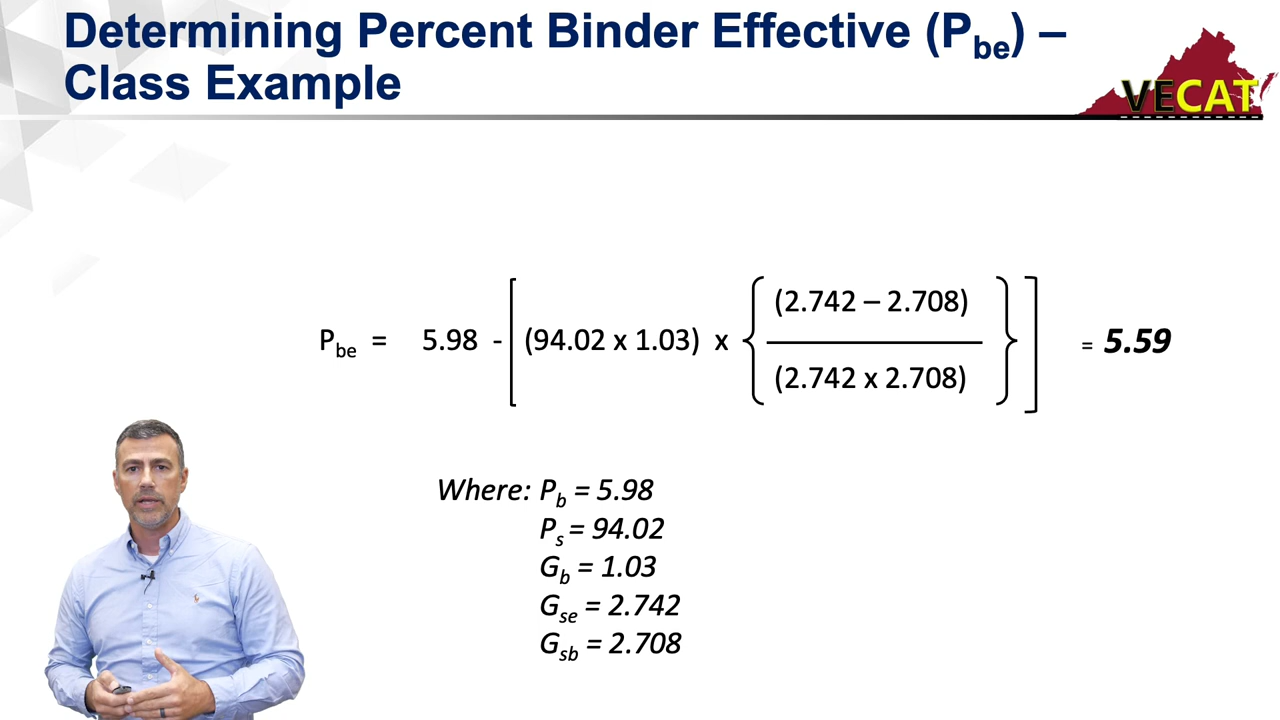 Determining Percent Binder Effective (Pbe) –
Class Example
VECAT
(2.742 – 2.708)
Pbe = 5.98 - [ (94.02 x 1.03) x { } ] = 5.59
(2.742 x 2.708)
Where: Pb = 5.98
Ps = 94.02
Gb = 1.03
Gse = 2.742
Gsb = 2.708